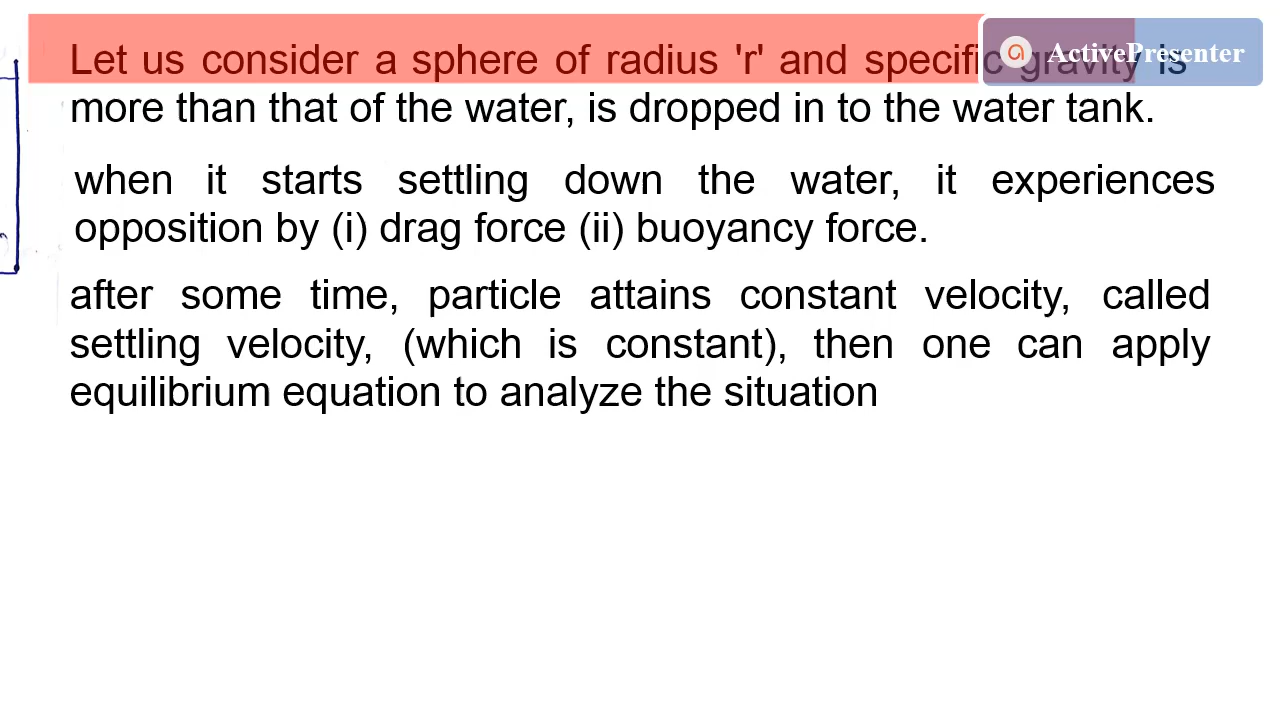 Let us consider a sphere of radius 'r' and specific gravity is
ActivePresenter
more than that of the water, is dropped in to the water tank.
when it starts settling down the water, it experiences
opposition by (i) drag force (ii) buoyancy force.
after some time, particle attains constant velocity, called
settling velocity, (which is constant), then one can apply
equilibrium equation to analyze the situation